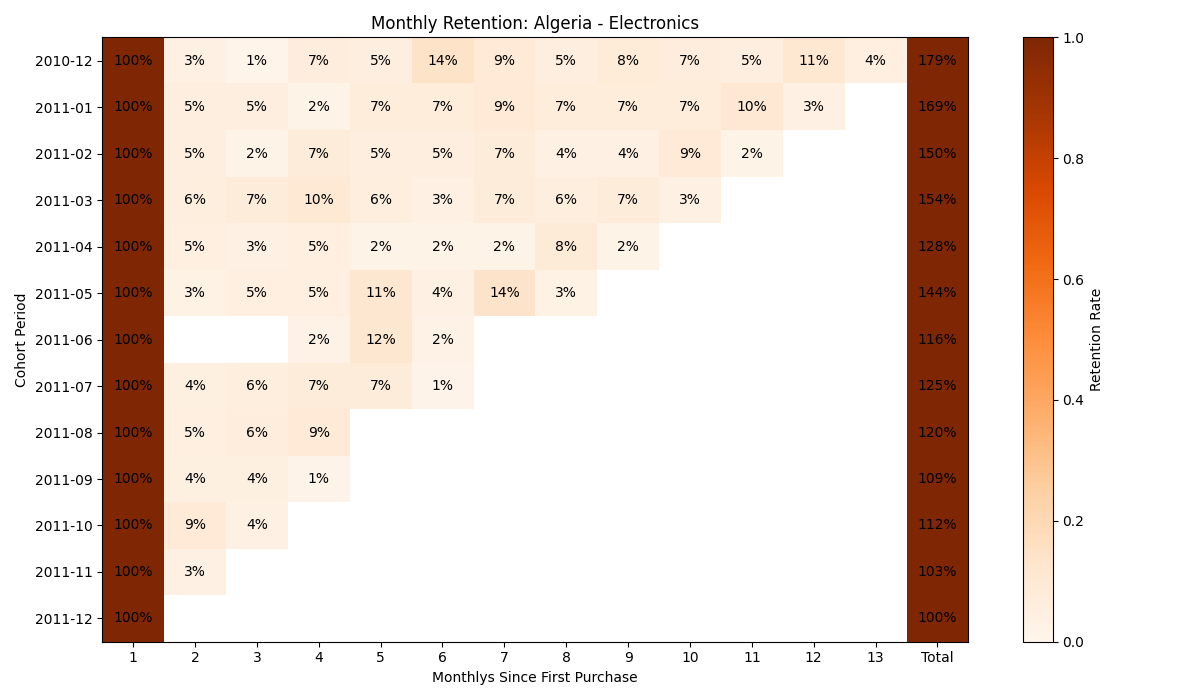 Monthly Retention: Algeria - Electronics
2010-12 100% 3% 1% 7% 5% 14% 9% 5% 8% 7% 5% 11% 4% 179%
2011-01 100% 5% 5% 2% 7% 7% 9% 7% 7% 7% 10% 3% 169%
2011-02 100% 5% 2% 7% 5% 5% 7% 4% 4% 9% 2% 150%
2011-03 100% 6% 7% 10% 6% 3% 7% 6% 7% 3% 154%
2011-04 100% 5% 3% 5% 2% 2% 2% 8% 2% 128%
2011-05 100% 3% 5% 5% 11% 4% 14% 3% 144%
2011-06 100% 2% 12% 2% 116%
2011-07 100% 4% 6% 7% 7% 1% 125%
2011-08 100% 5% 6% 9% 120%
2011-09 100% 4% 4% 1% 109%
2011-10 100% 9% 4% 112%
2011-11 100% 3% 103%
2011-12 100% 100%
1 2 3 4 5 6 7 8 9 10 11 12 13 Total
Monthlys Since First Purchase
Cohort Period
1.0
0.8
0.6
0.4
0.2
0.0
Retention Rate